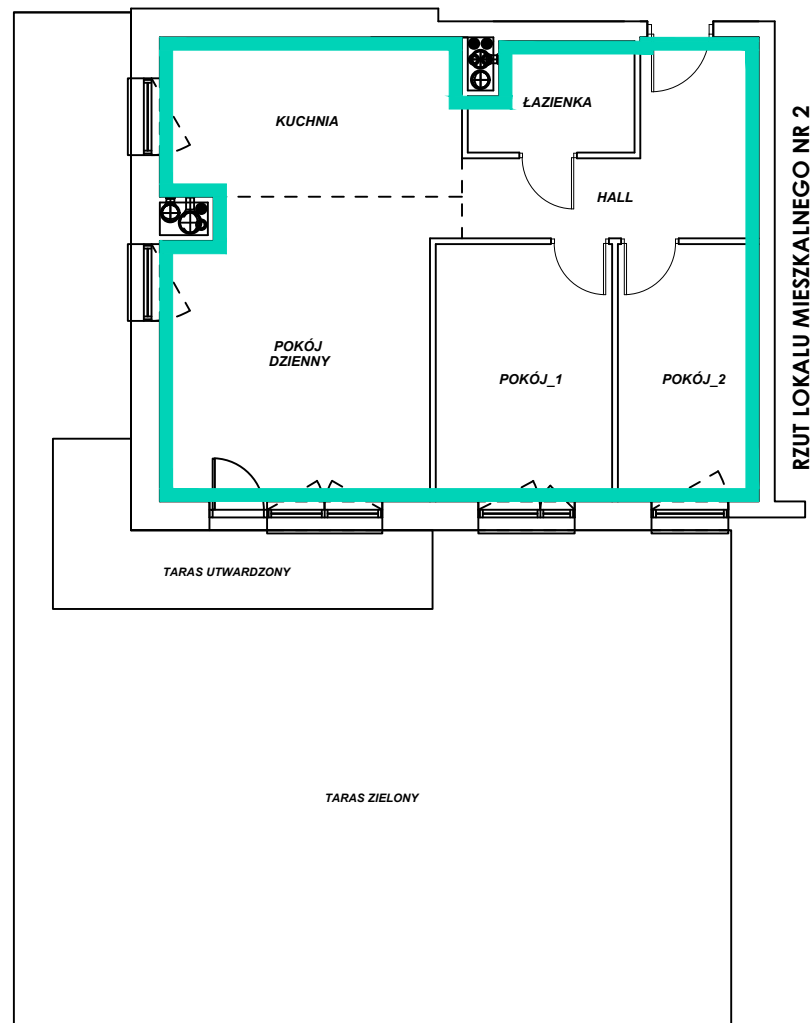 KUCHNIA
ŁAZIENKA
HALL
POKÓJ
DZIENNY
POKÓJ_1
POKÓJ_2
RZUT LOKALU MIESZKALNEGO NR 2
TARAS UTWARDZONY
TARAS ZIELONY